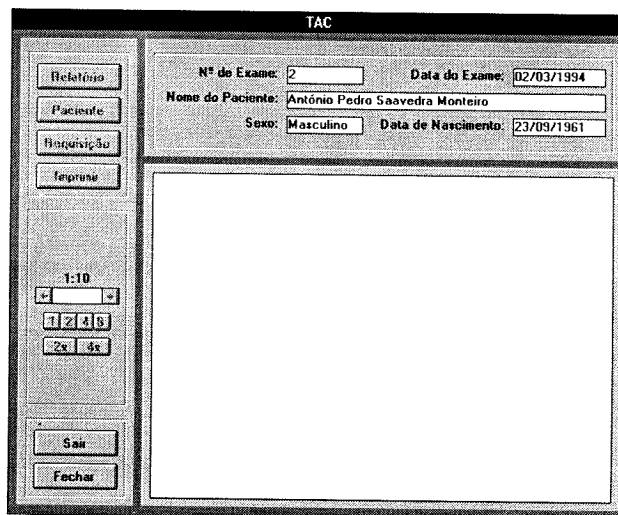 TAC
Relatório
Paciente
Requisição
Imprime
Nº de Exame: 2
Data do Exame: 02/03/1994
Nome do Paciente: António Pedro Saavedra Monteiro
Sexo: Masculino
Data de Nascimento: 23/09/1961
1:10
1 2 4 8
2x 4x
Sair
Fechar